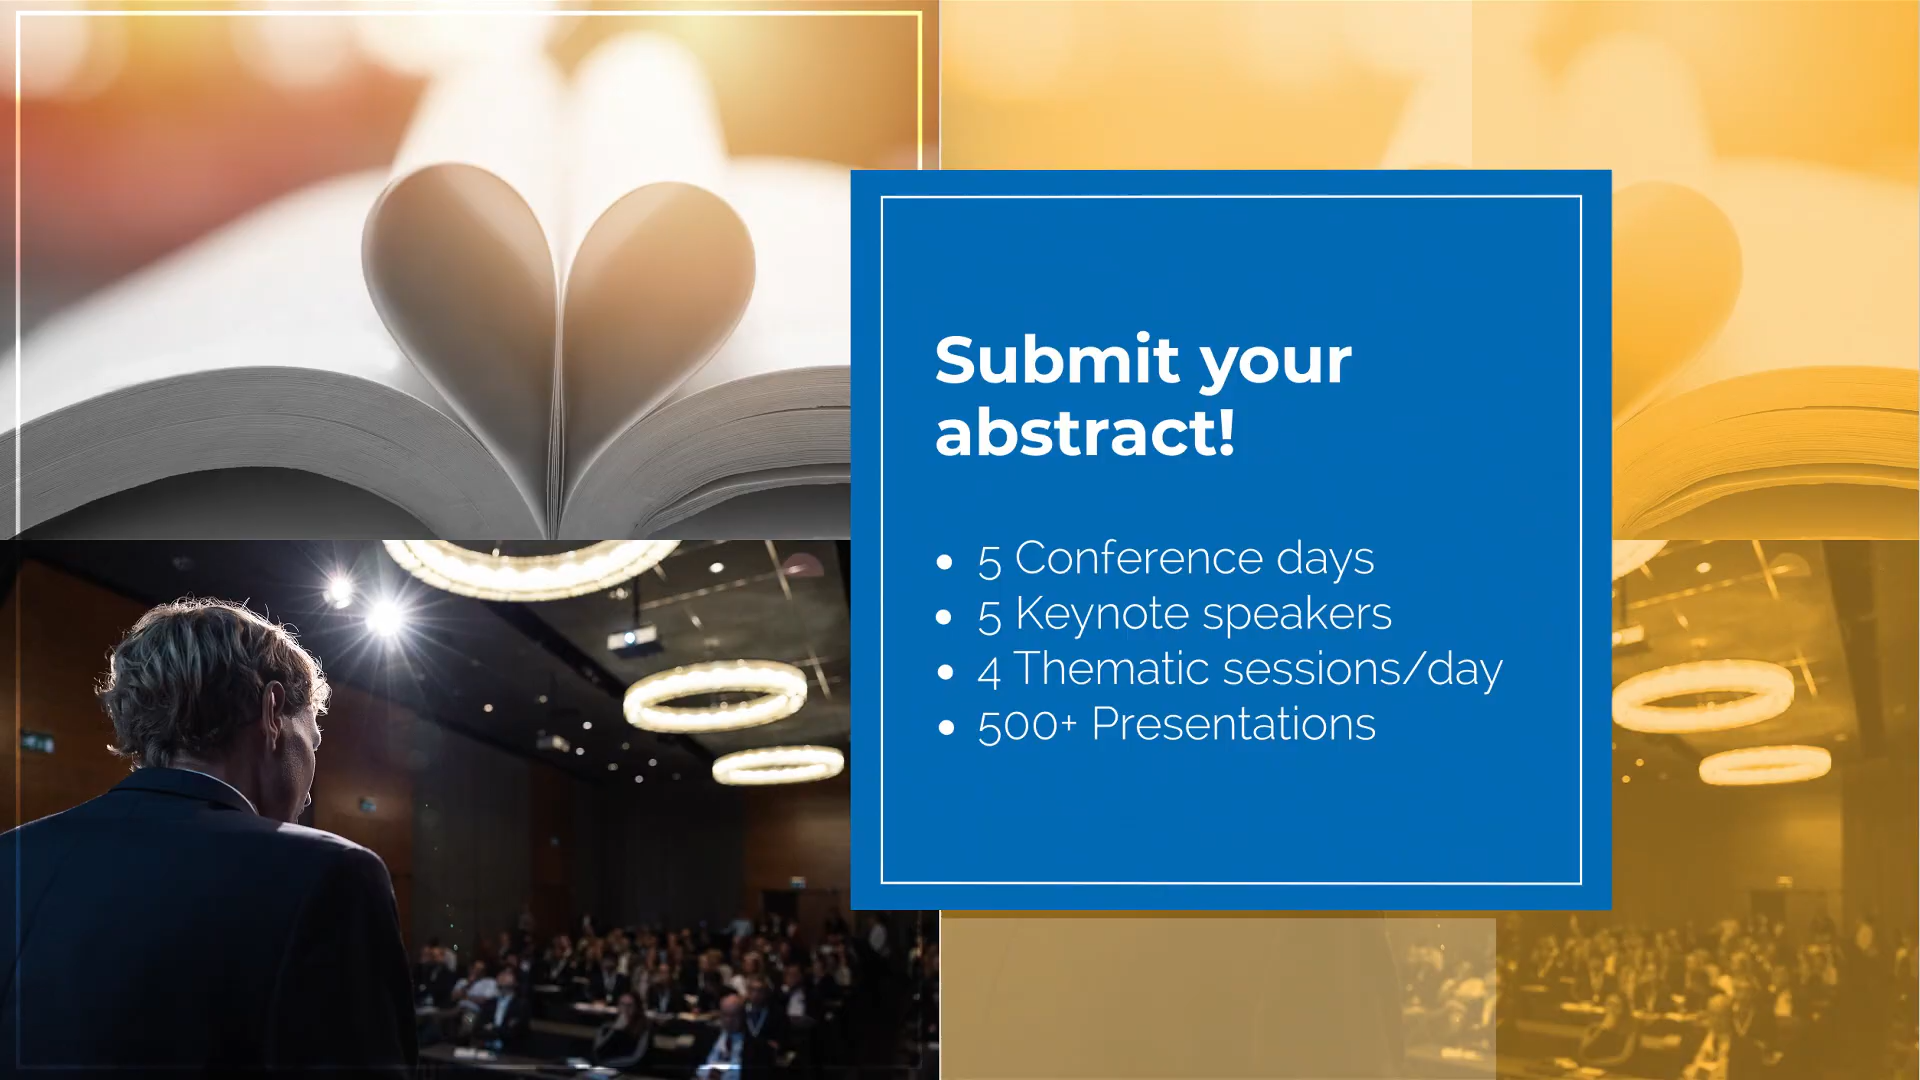 Submit your
abstract!
• 5 Conference days
• 5 Keynote speakers
• 4 Thematic sessions/day
• 500+ Presentations